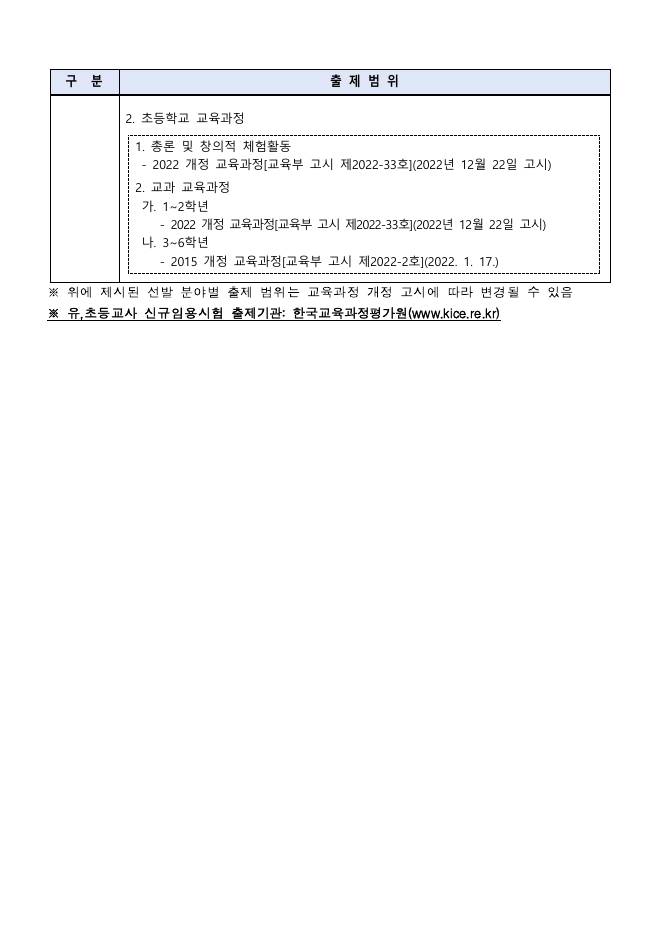 구 분 출 제 범 위
2. 초등학교 교육과정
1. 총론 및 창의적 체험활동
- 2022 개정 교육과정[교육부 고시 제2022-33호](2022년 12월 22일 고시)
2. 교과 교육과정
가. 1~2학년
- 2022 개정 교육과정[교육부 고시 제2022-33호](2022년 12월 22일 고시)
나. 3~6학년
- 2015 개정 교육과정[교육부 고시 제2022-2호](2022. 1. 17.)
※ 위에 제시된 선발 분야별 출제 범위는 교육과정 개정 고시에 따라 변경될 수 있음
※ 유,초등교사 신규임용시험 출제기관: 한국교육과정평가원(www.kice.re.kr)